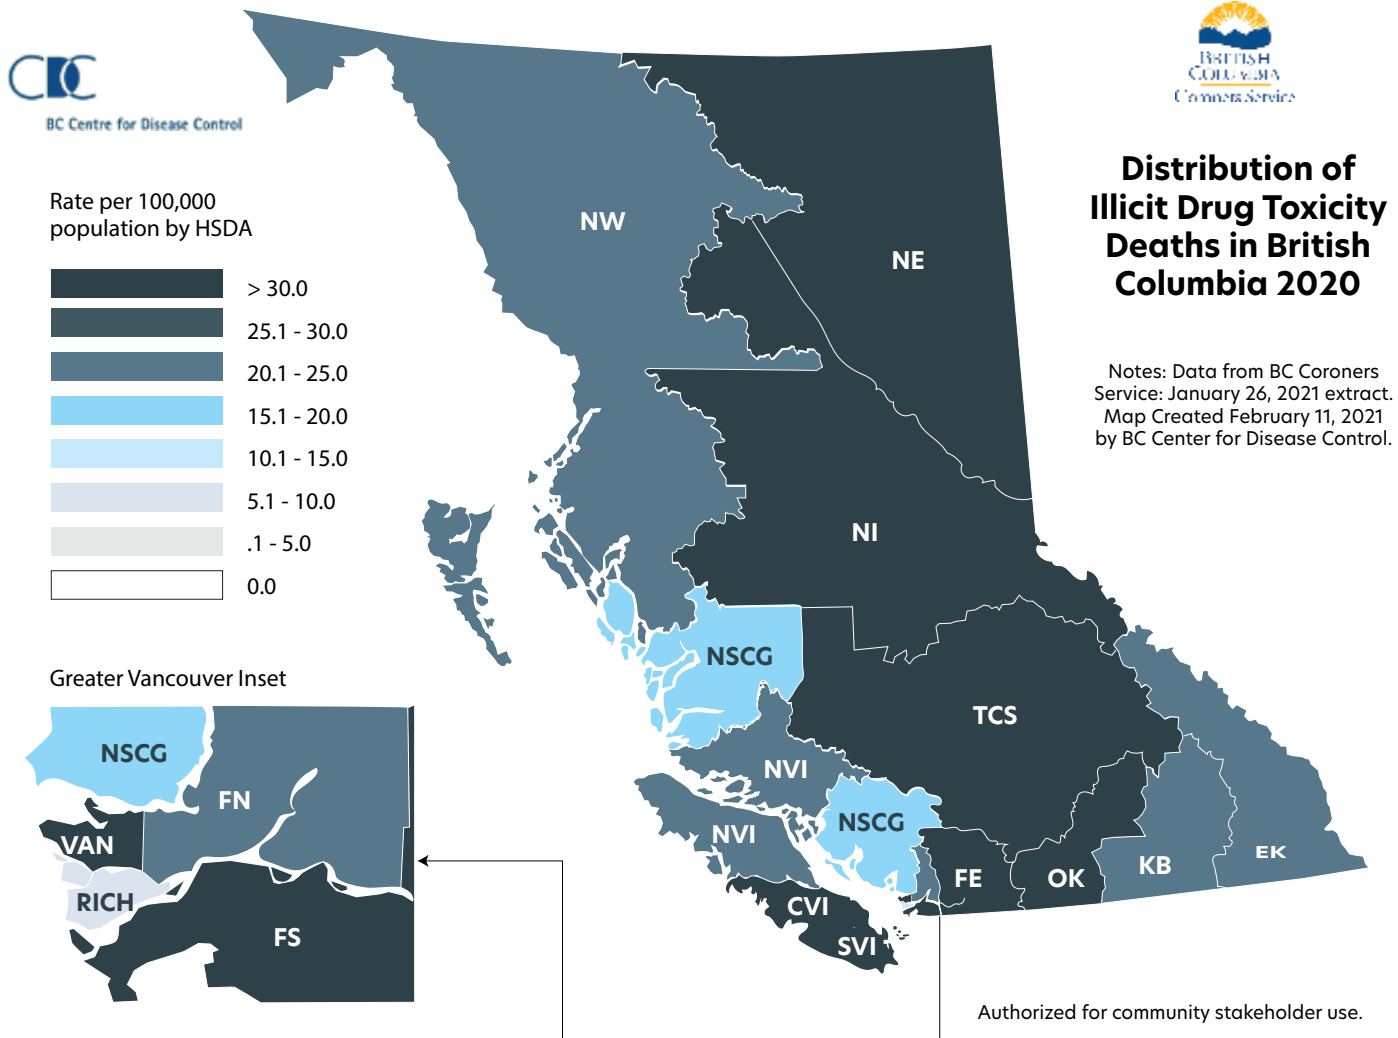 CDC
BC Centre for Disease Control
BRITISH
COLUMBIA
Coroners Service
Distribution of
Illicit Drug Toxicity
Deaths in British
Columbia 2020
Notes: Data from BC Coroners
Service: January 26, 2021 extract.
Map Created February 11, 2021
by BC Center for Disease Control.
Rate per 100,000
population by HSDA
> 30.0
25.1 - 30.0
20.1 - 25.0
15.1 - 20.0
10.1 - 15.0
5.1 - 10.0
.1 - 5.0
0.0
NW
NE
NI
NSCG
TCS
NVI
NVI
NSCG
FE
OK
KB
EK
CVI
SVI
Greater Vancouver Inset
NSCG
FN
VAN
RICH
FS
Authorized for community stakeholder use.